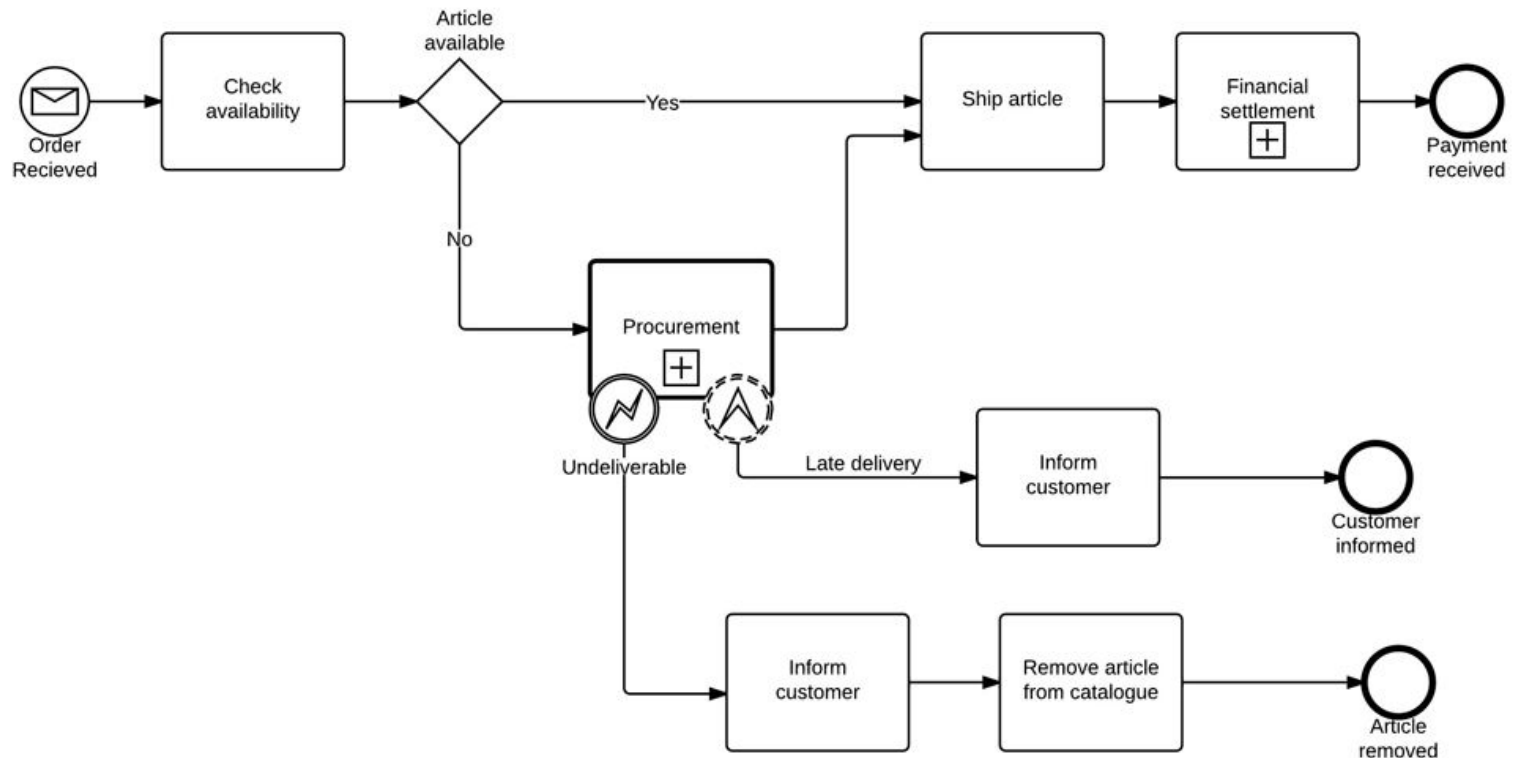 Article
available
Check
availability
Yes
Ship article
Financial
settlement
Order
Recieved
Payment
received
No
Procurement
Undeliverable
Late delivery
Inform
customer
Customer
informed
Inform
customer
Remove article
from catalogue
Article
removed